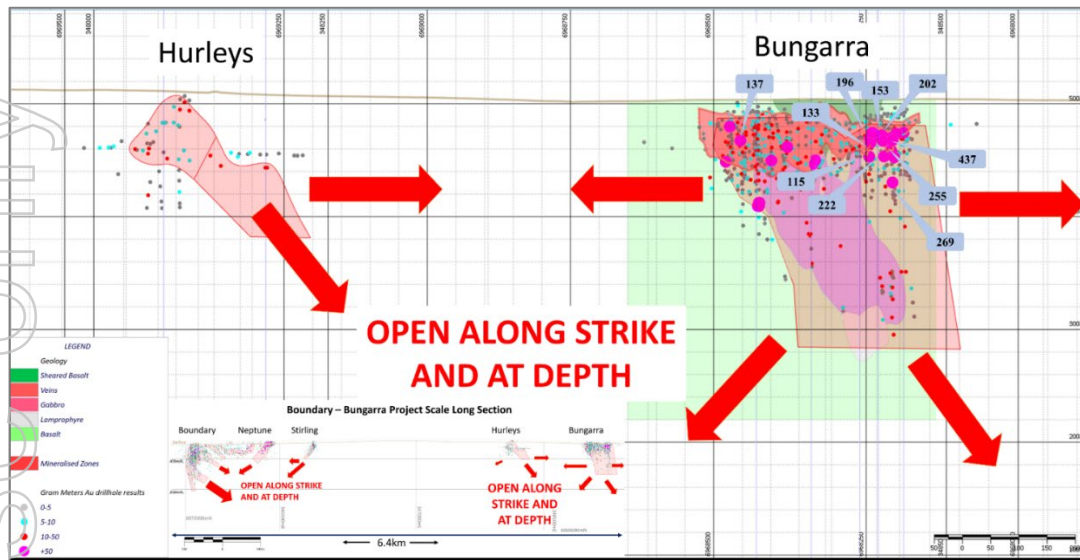 Hurleys
Bungarra
137
196
153
202
133
437
115
222
255
269
OPEN ALONG STRIKE
AND AT DEPTH
LEGEND
Geology
Sheared Basalt
Veins
Gabbro
Lamprophyre
Basalt
Mineralised Zones
Gram Meters Au drillhole results
0-5
5-10
10-50
+50
Boundary – Bungarra Project Scale Long Section
Boundary
Neptune
Stirling
Hurleys
Bungarra
OPEN ALONG STRIKE
AND AT DEPTH
OPEN ALONG
STRIKE AND
AT DEPTH
6.4km